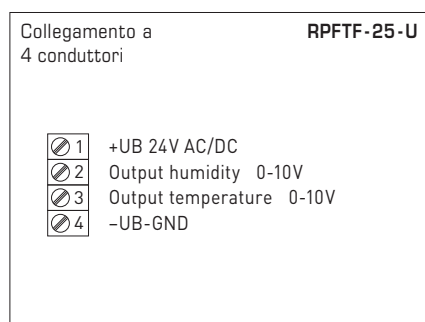 Collegamento a RPFTF-25-U
4 conduttori
1 +UB 24V AC/DC
2 Output humidity 0-10V
3 Output temperature 0-10V
4 –UB-GND